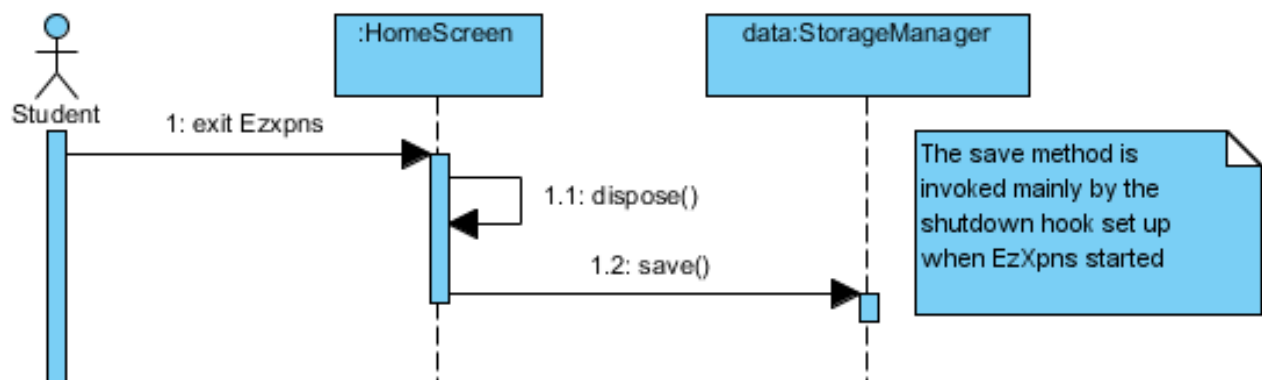 :HomeScreen
data:StorageManager
Student
1: exit Ezxpns
The save method is
invoked mainly by the
shutdown hook set up
when EzXpns started
1.1: dispose()
1.2: save()